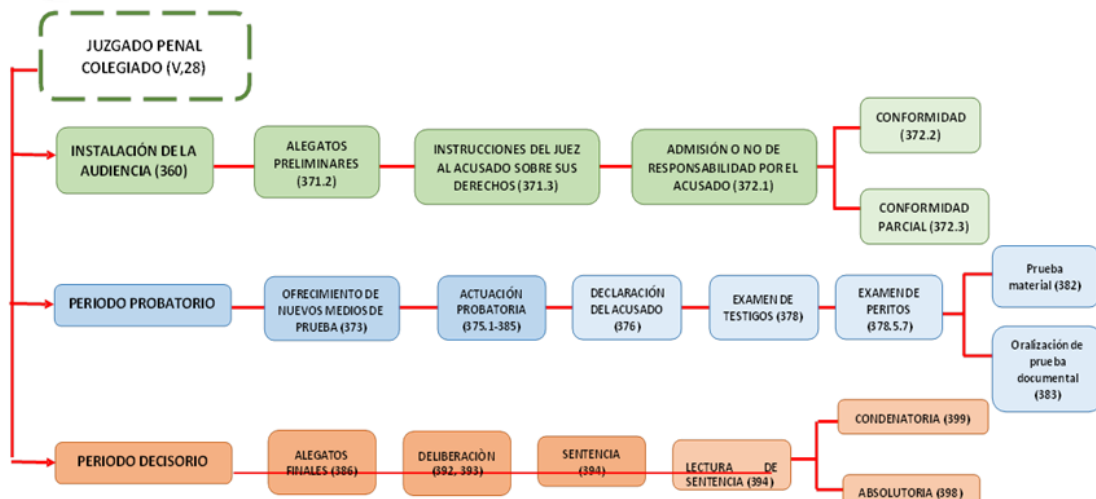 JUZGADO PENAL
COLEGIADO (V,28)
INSTALACIÓN DE LA
AUDIENCIA (360)
ALEGATOS
PRELIMINARES
(371.2)
INSTRUCCIONES DEL JUEZ
AL ACUSADO SOBRE SUS
DERECHOS (371.3)
ADMISIÓN O NO DE
RESPONSABILIDAD POR EL
ACUSADO (372.1)
CONFORMIDAD
(372.2)
CONFORMIDAD
PARCIAL (372.3)
PERIODO PROBATORIO
OFRECIMIENTO DE
NUEVOS MEDIOS DE
PRUEBA (373)
ACTUACIÓN
PROBATORIA
(375.1-385)
DECLARACIÓN
DEL ACUSADO
(376)
EXAMEN DE
TESTIGOS (378)
EXAMEN DE
PERITOS
(378.5.7)
Prueba
material (382)
Oralización de
prueba
documental
(383)
PERIODO DECISORIO
ALEGATOS
FINALES (386)
DELIBERACIÒN
(392, 393)
SENTENCIA
(394)
LECTURA DE
SENTENCIA (394)
CONDENATORIA (399)
ABSOLUTORIA (398)